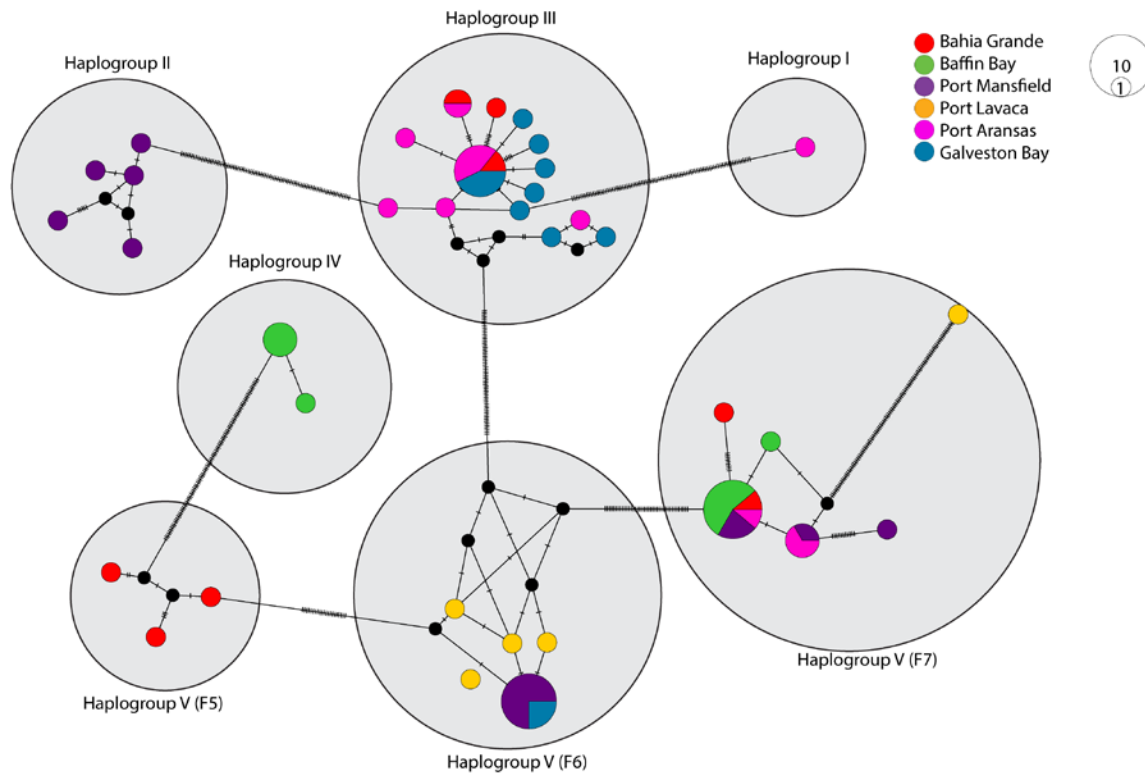 Haplogroup III
Haplogroup II
Haplogroup I
Bahia Grande
Baffin Bay
Port Mansfield
Port Lavaca
Port Aransas
Galveston Bay
10
1
Haplogroup IV
Haplogroup V (F7)
Haplogroup V (F5)
Haplogroup V (F6)